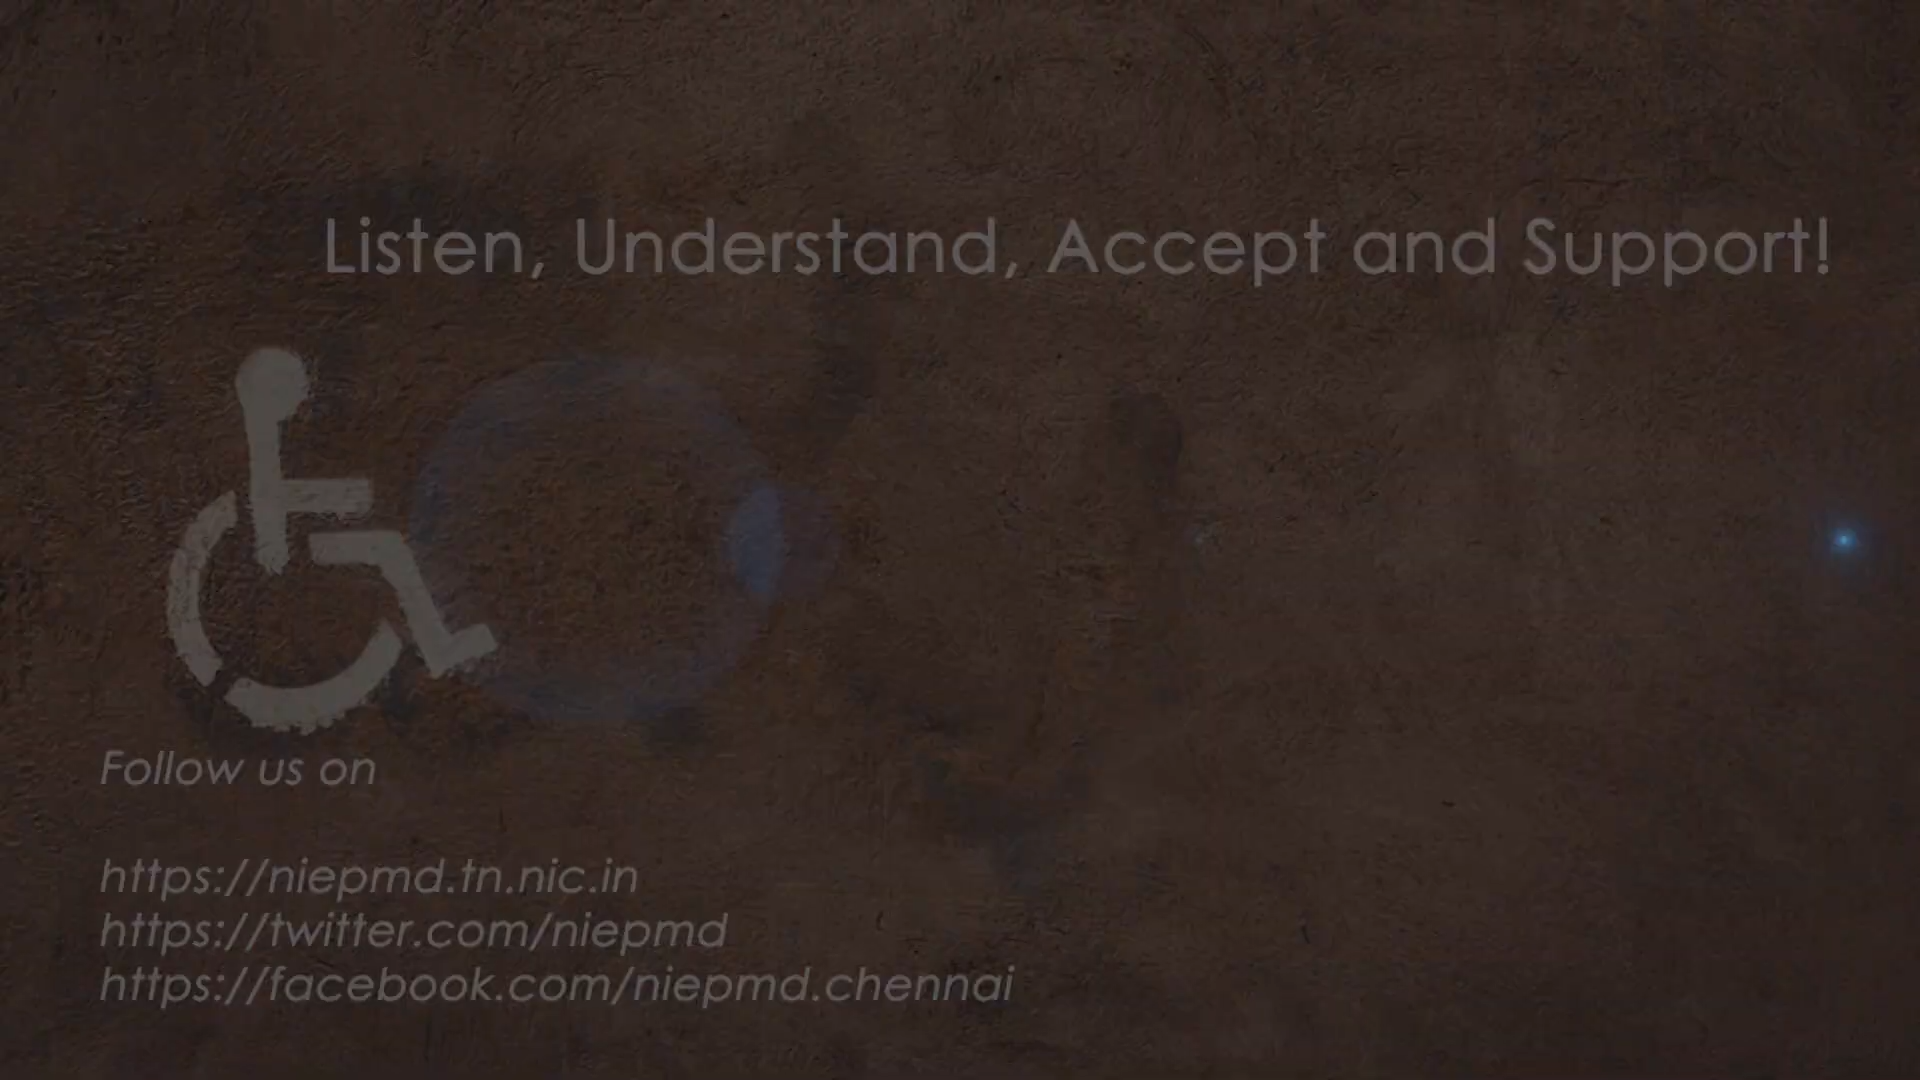 Listen, Understand, Accept and Support!
Follow us on
https://niepmd.tn.nic.in
https://twitter.com/niepmd
https://facebook.com/niepmd.chennai